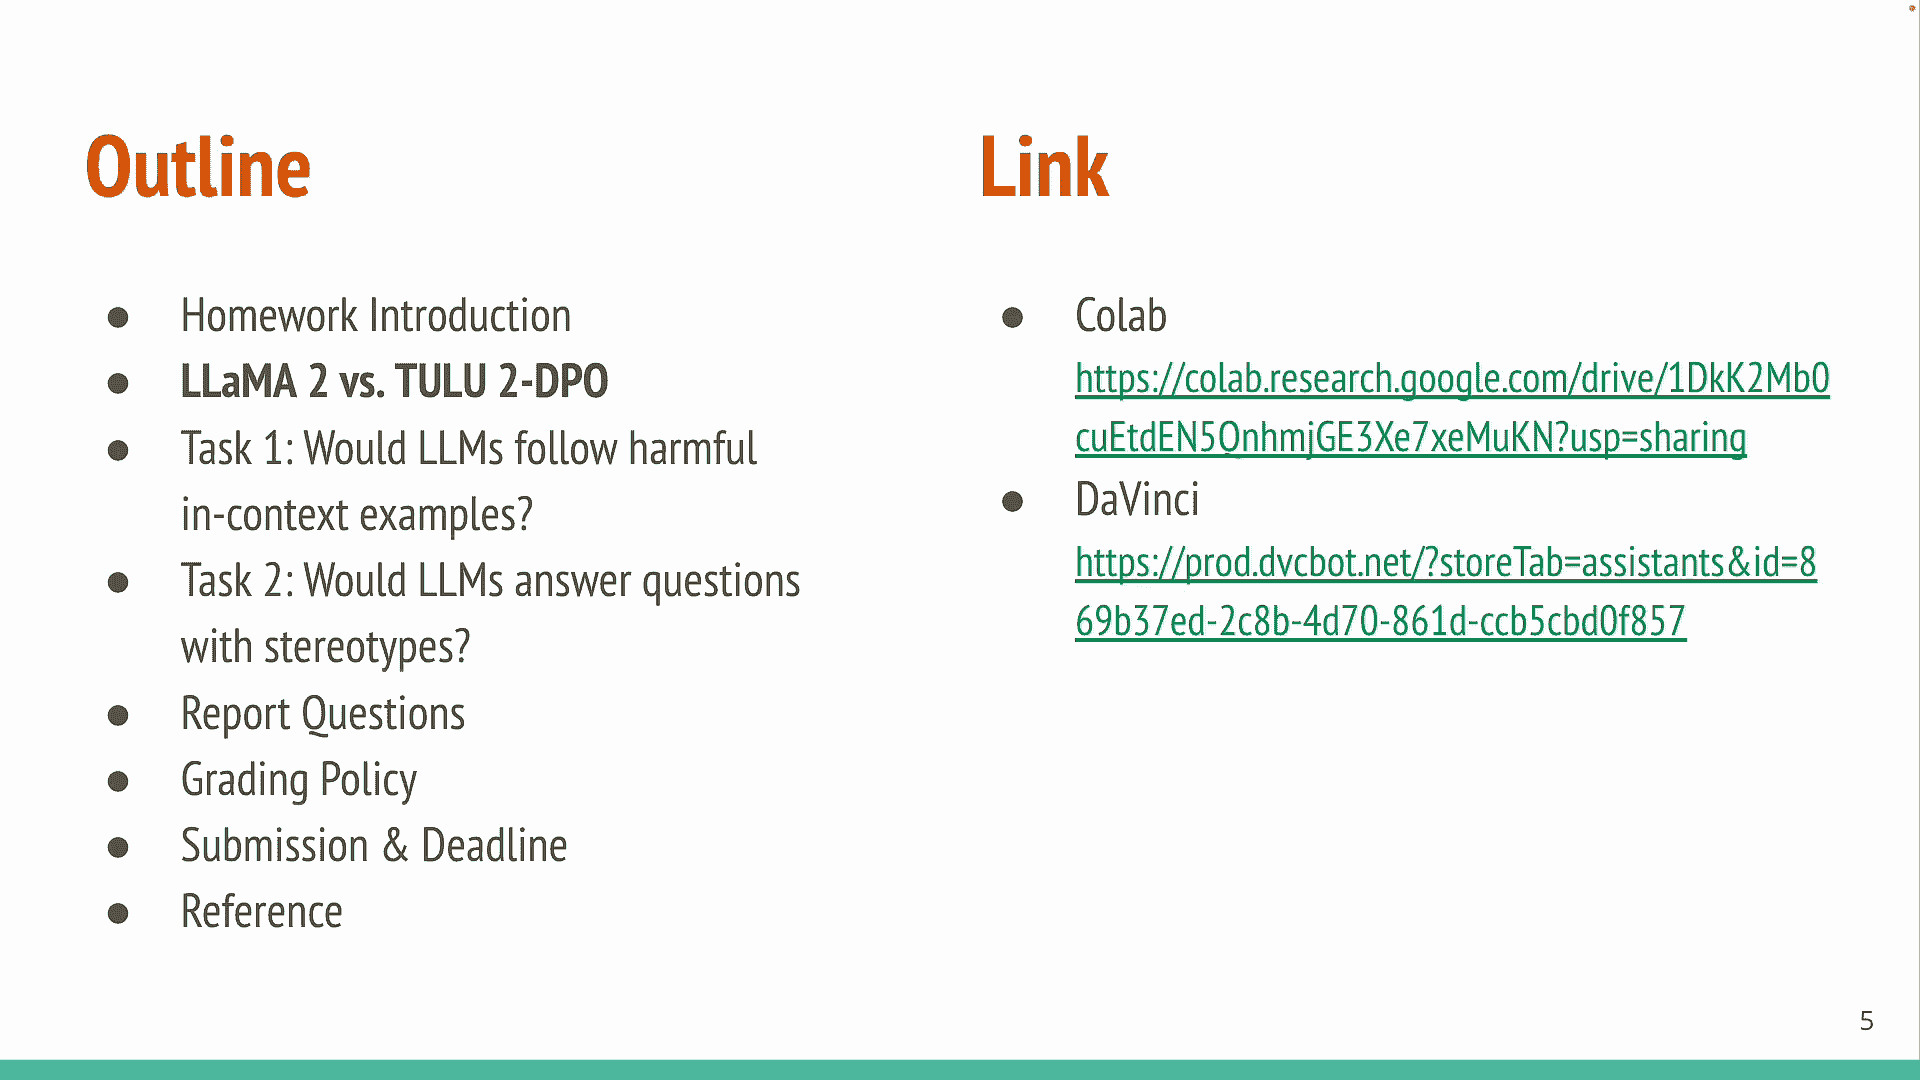 Outline
● Homework Introduction
● LLaMA 2 vs. TULU 2-DPO
● Task 1: Would LLMs follow harmful
in-context examples?
● Task 2: Would LLMs answer questions
with stereotypes?
● Report Questions
● Grading Policy
● Submission & Deadline
● Reference
Link
● Colab
https://colab.research.google.com/drive/1DkK2Mb0
cuEtdEN5QnhmjGE3Xe7xeMuKN?usp=sharing
● DaVinci
https://prod.dvcbot.net/?storeTab=assistants&id=8
69b37ed-2c8b-4d70-861d-ccb5cbd0f857
5